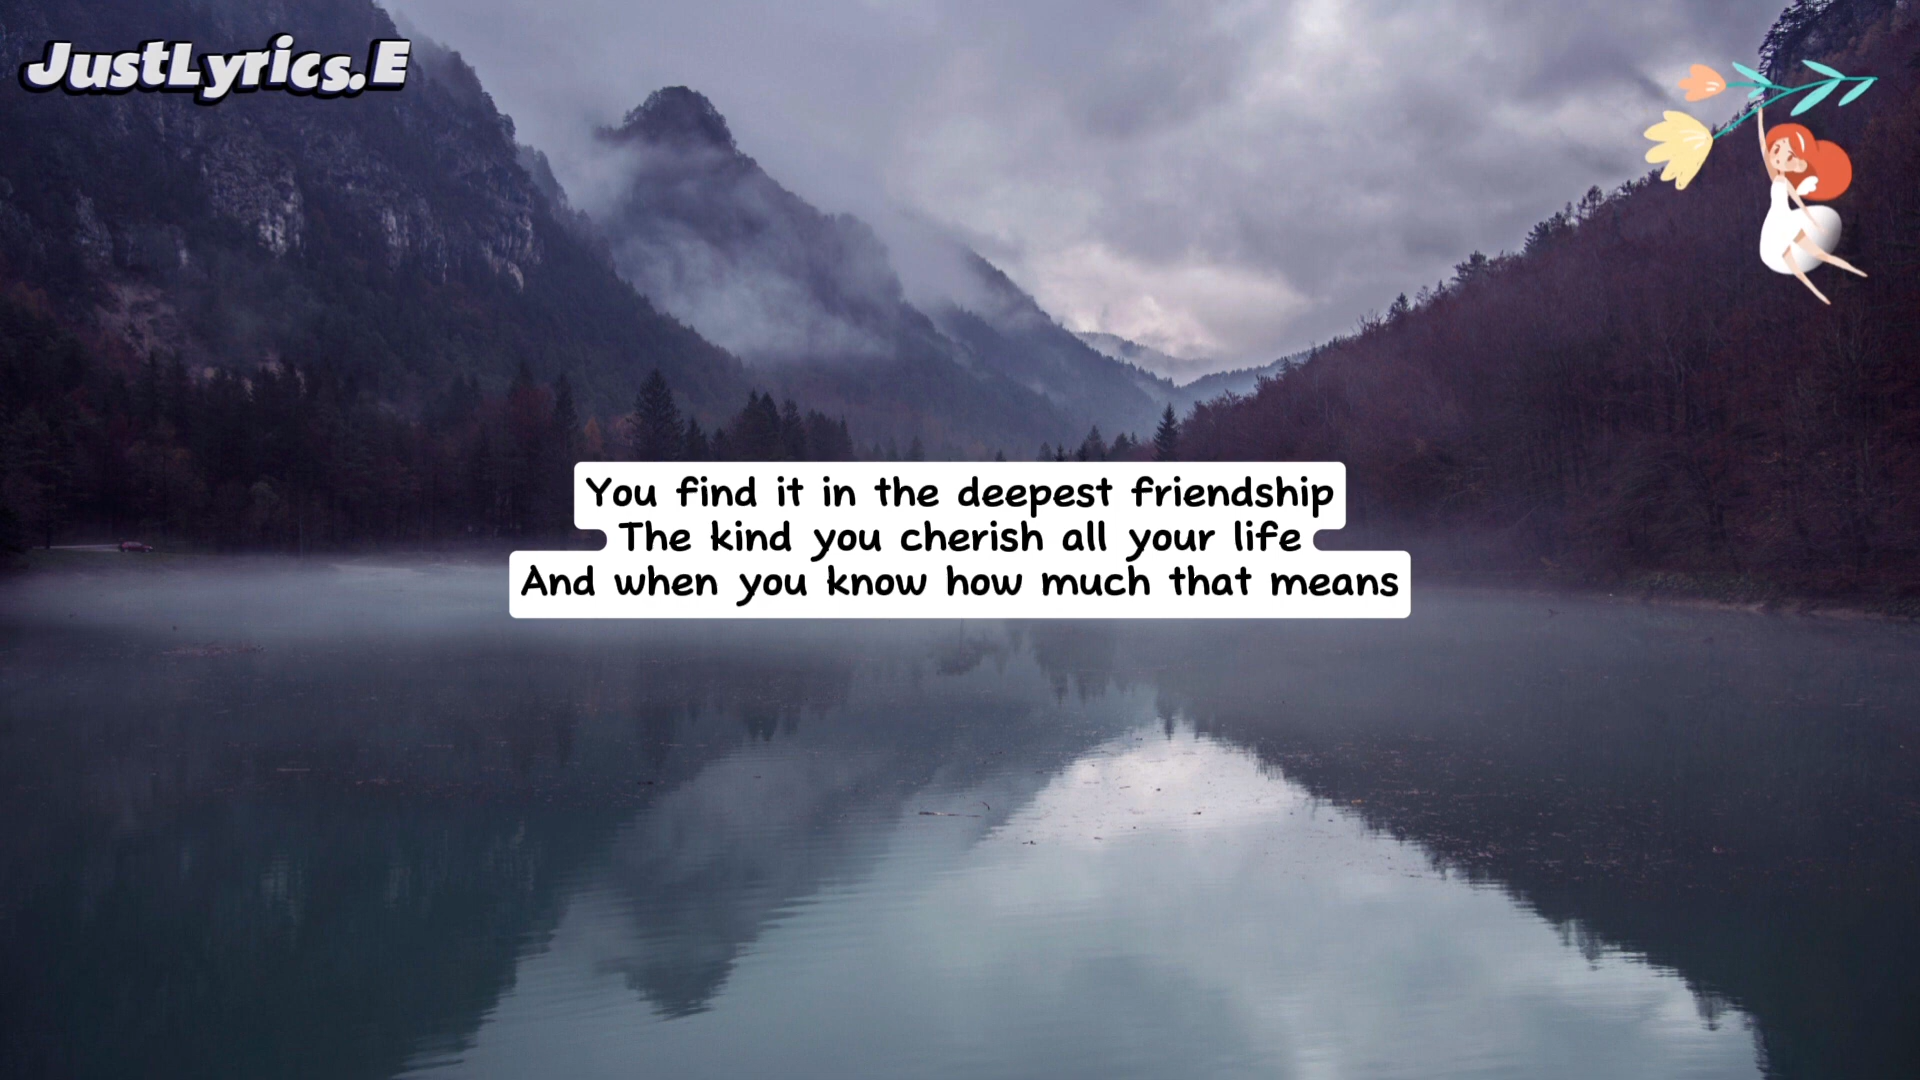 JustLyrics.E
You find it in the deepest friendship
The kind you cherish all your life
And when you know how much that means